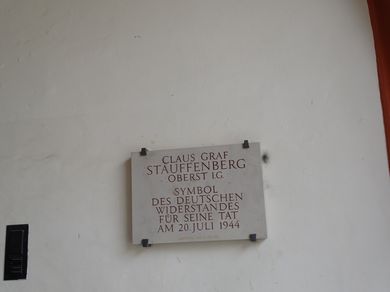 CLAUS GRAF
STAUFFENBERG
OBERST I.G.
SYMBOL
DES DEUTSCHEN
WIDERSTANDES
FÜR SEINE TAT
AM 20. JULI 1944